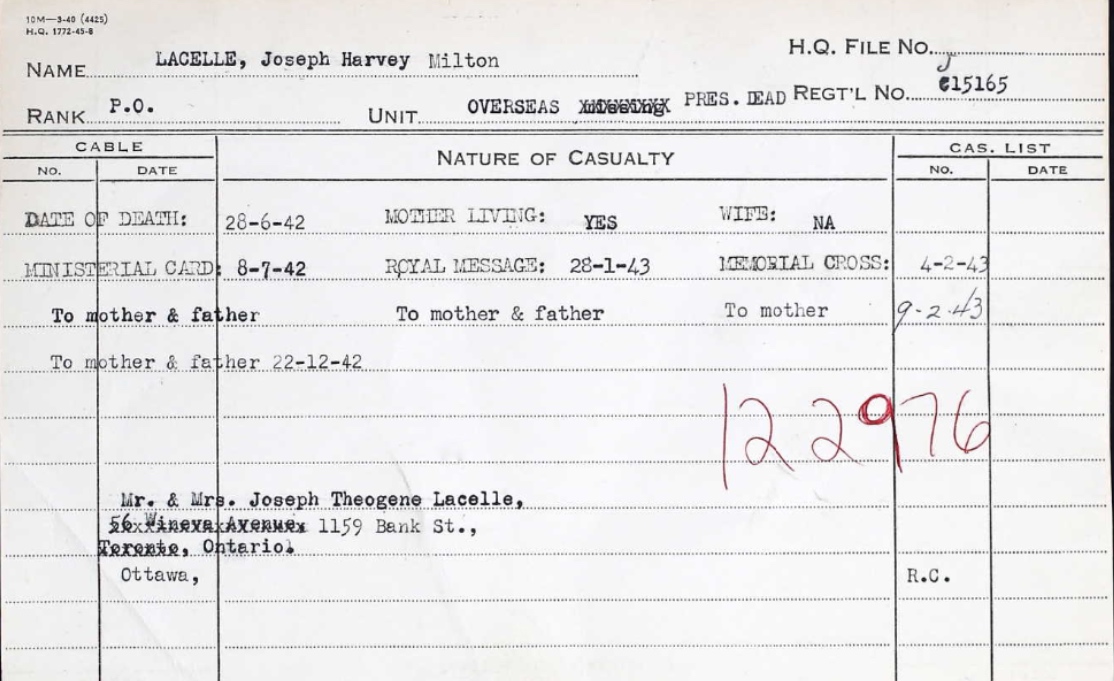 10M—3-40 (4425)
H.Q. 1772-45-8
NAME LACELLE, Joseph Harvey Milton H.Q. FILE NO.
RANK P.O. UNIT OVERSEAS missing PRES. DEAD REGT'L NO. J 15165
CABLE NATURE OF CASUALTY CAS. LIST
NO. DATE NO. DATE
DATE OF DEATH: 28-6-42 MOTHER LIVING: YES WIFE: NA
MINISTERIAL CARD: 8-7-42 ROYAL MESSAGE: 28-1-43 MEMORIAL CROSS: 4-2-43
To mother & father To mother & father To mother 9-2-43
To mother & father 22-12-42
122976
Mr. & Mrs. Joseph Theogene Lacelle,
56 Wineva Avenue, 1159 Bank St.,
Toronto, Ontario.
Ottawa, R.C.